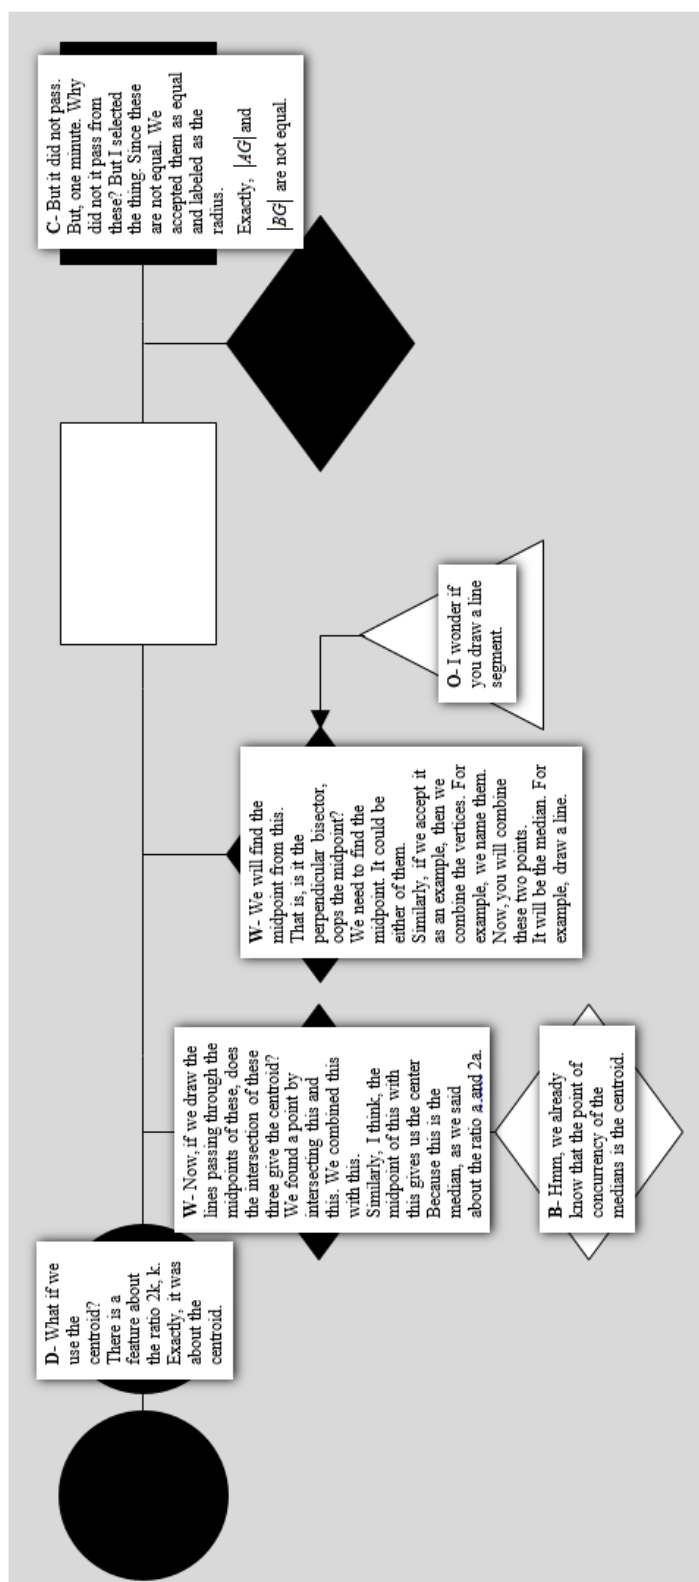 D- What if we
use the
centroid?
There is a
feature about
the ratio 2k, k.
Exactly, it was
about the
centroid.
W- Now, if we draw the
lines passing through the
midpoints of these, does
the intersection of these
three give the centroid?
We found a point by
intersecting this and
this. We combined this
with this.
Similarly, I think, the
midpoint of this with
this gives us the center
Because this is the
median, as we said
about the ratio a and 2a.
B- Hmm, we already
know that the point of
concurrency of the
medians is the centroid.
W- We will find the
midpoint from this.
That is, is it the
perpendicular bisector,
oops the midpoint?
We need to find the
midpoint. It could be
either of them.
Similarly, if we accept it
as an example, then we
combine the vertices. For
example, we name them.
Now, you will combine
these two points.
It will be the median. For
example, draw a line.
O- I wonder if
you draw a line
segment.
C- But it did not pass.
But, one minute. Why
did not it pass from
these? But I selected
the thing. Since these
are not equal. We
accepted them as equal
and labeled as the
radius.
Exactly, |AG| and
|BG| are not equal.